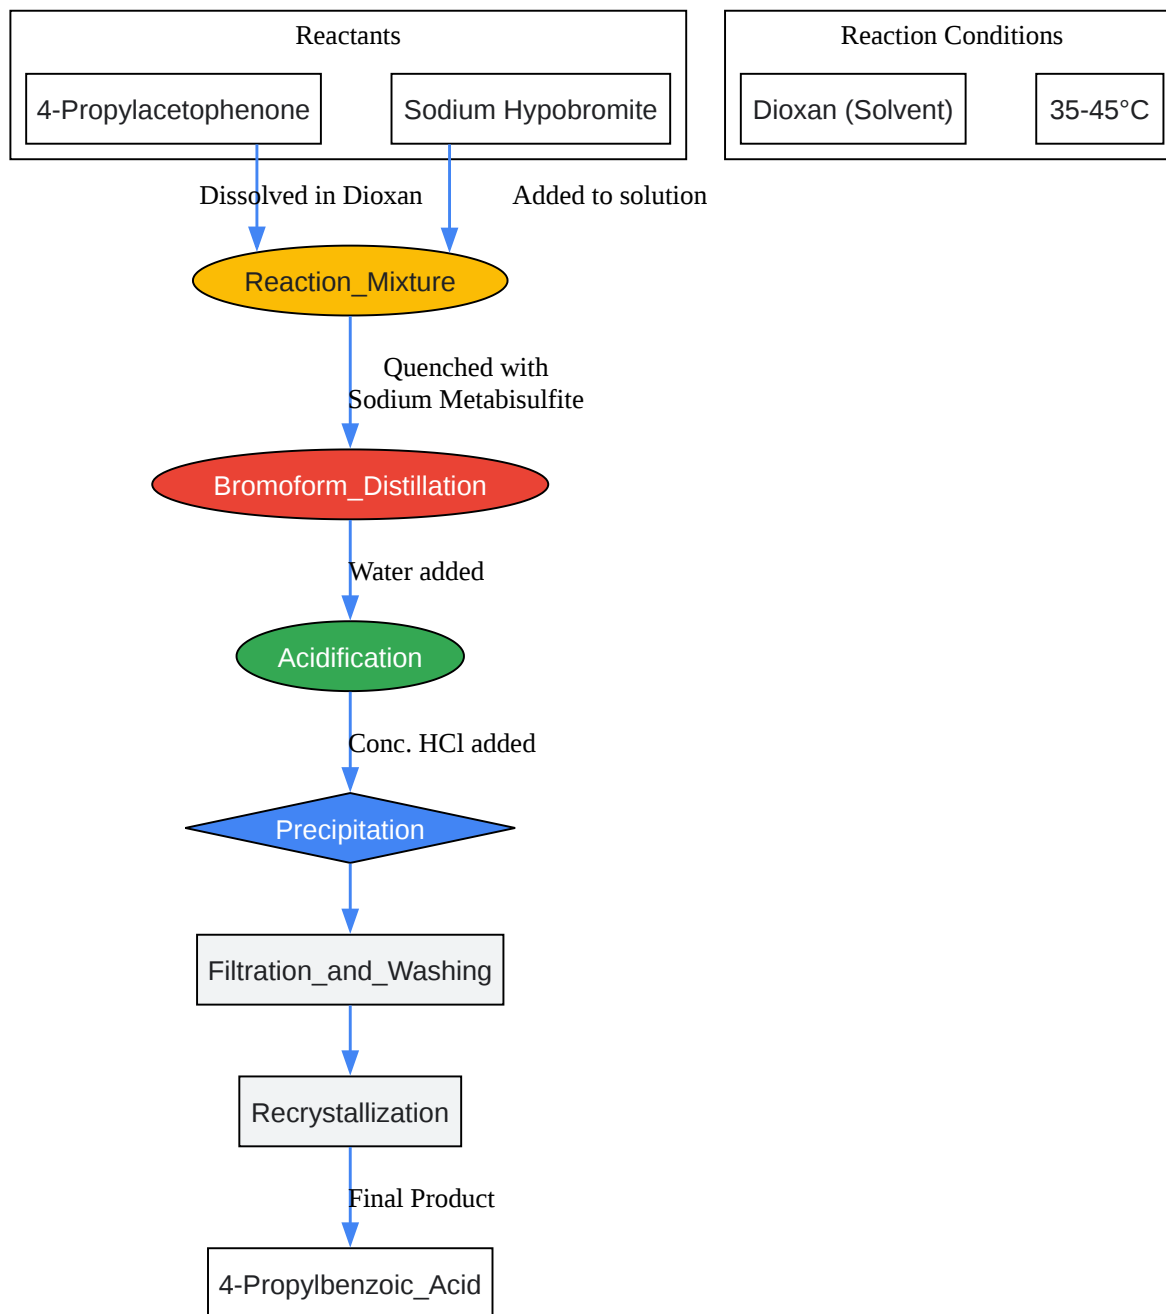 Reactants
Reaction Conditions
4-Propylacetophenone
Sodium Hypobromite
Dioxan (Solvent)
35-45°C
Dissolved in Dioxan
Added to solution
Reaction_Mixture
Quenched with
Sodium Metabisulfite
Bromoform_Distillation
Water added
Acidification
Conc. HCl added
Precipitation
Filtration_and_Washing
Recrystallization
Final Product
4-Propylbenzoic_Acid